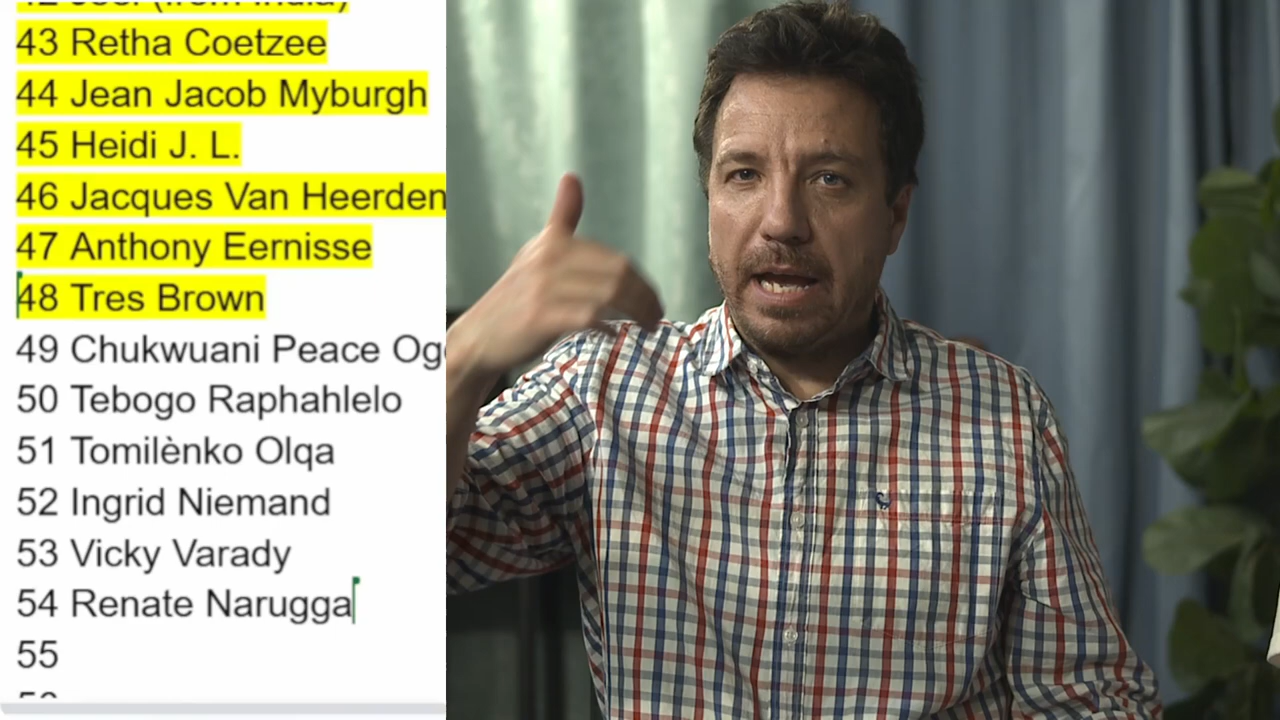 43 Retha Coetzee
44 Jean Jacob Myburgh
45 Heidi J. L.
46 Jacques Van Heerden
47 Anthony Eernisse
48 Tres Brown
49 Chukwuani Peace
50 Tebogo Raphahlelo
51 Tomilènko Olqa
52 Ingrid Niemand
53 Vicky Varady
54 Renate Narugga
55